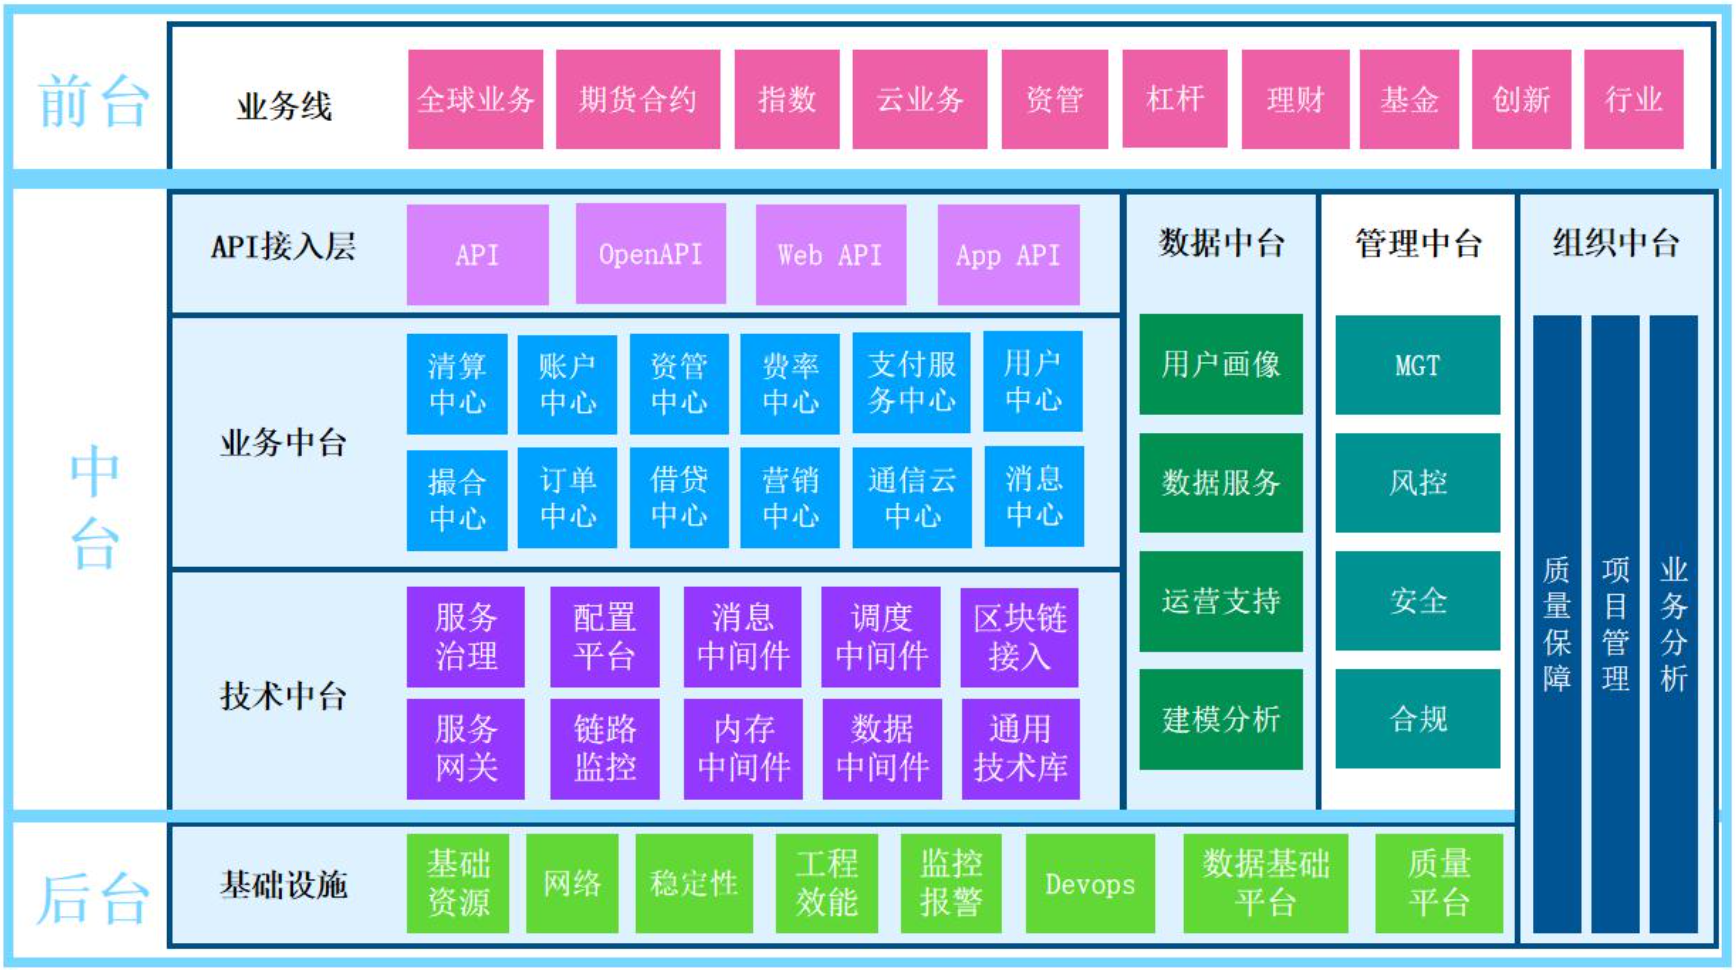 前台
业务线
全球业务
期货合约
指数
云业务
资管
杠杆
理财
基金
创新
行业
中
台
API接入层
API
OpenAPI
Web API
App API
业务中台
清算
中心
账户
中心
资管
中心
费率
中心
支付服
务中心
用户
中心
撮合
中心
订单
中心
借贷
中心
营销
中心
通信云
中心
消息
中心
技术中台
服务
治理
配置
平台
消息
中间件
调度
中间件
区块链
接入
服务
网关
链路
监控
内存
中间件
数据
中间件
通用
技术库
数据中台
用户画像
数据服务
运营支持
建模分析
管理中台
MGT
风控
安全
合规
组织中台
质量保障
项目管理
业务分析
后台
基础设施
基础
资源
网络
稳定性
工程
效能
监控
报警
Devops
数据基础
平台
质量
平台